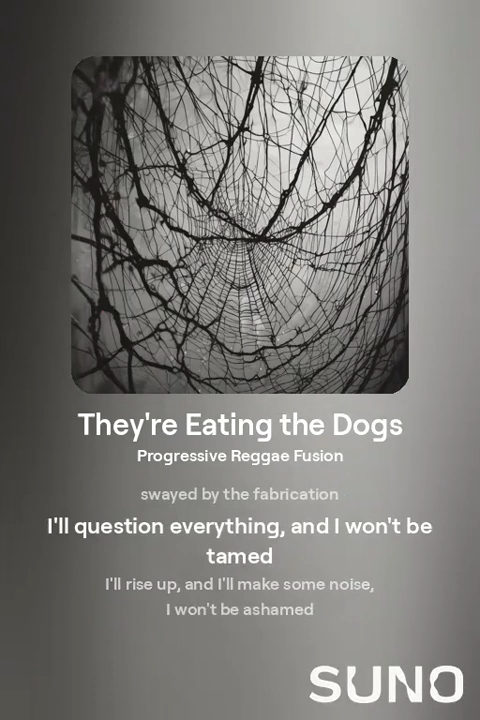 They're Eating the Dogs
Progressive Reggae Fusion
swayed by the fabrication
I'll question everything, and I won't be
tamed
I'll rise up, and I'll make some noise,
I won't be ashamed
SUNO